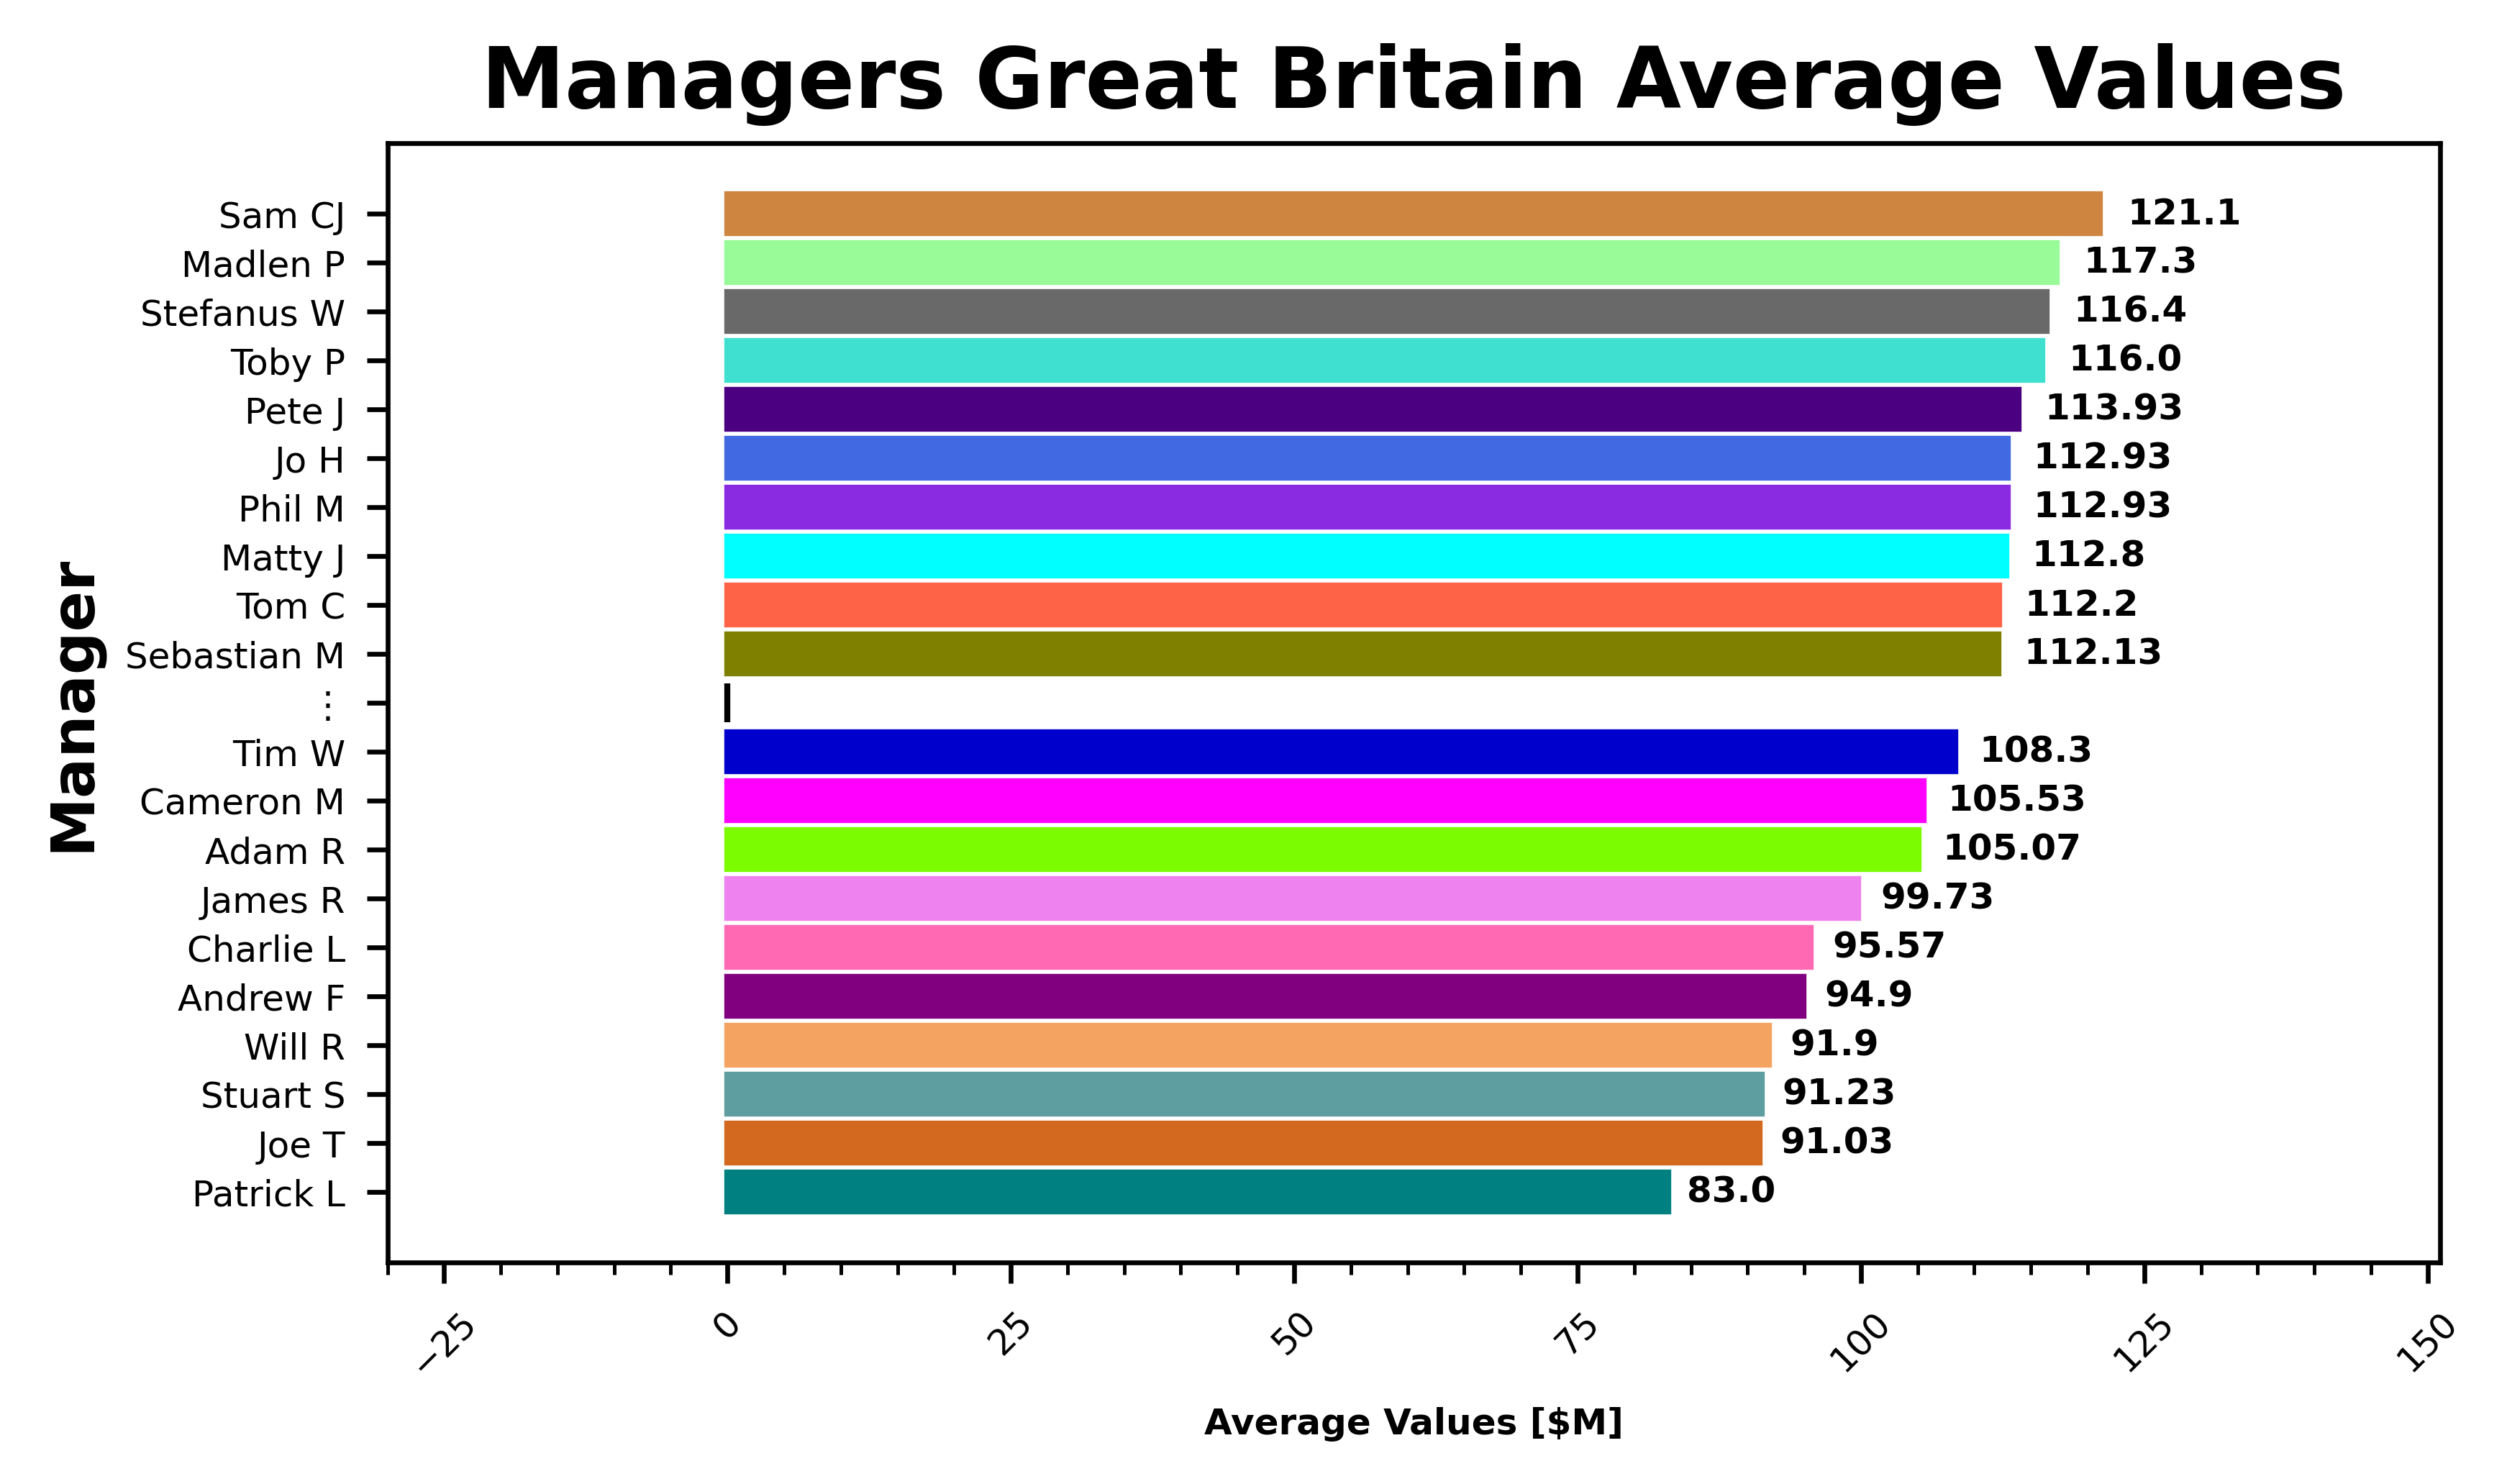 Managers Great Britain Average Values
Manager
Sam CJ 121.1
Madlen P 117.3
Stefanus W 116.4
Toby P 116.0
Pete J 113.93
Jo H 112.93
Phil M 112.93
Matty J 112.8
Tom C 112.2
Sebastian M 112.13
⋮
Tim W 108.3
Cameron M 105.53
Adam R 105.07
James R 99.73
Charlie L 95.57
Andrew F 94.9
Will R 91.9
Stuart S 91.23
Joe T 91.03
Patrick L 83.0
−25 0 25 50 75 100 125 150
Average Values [$M]